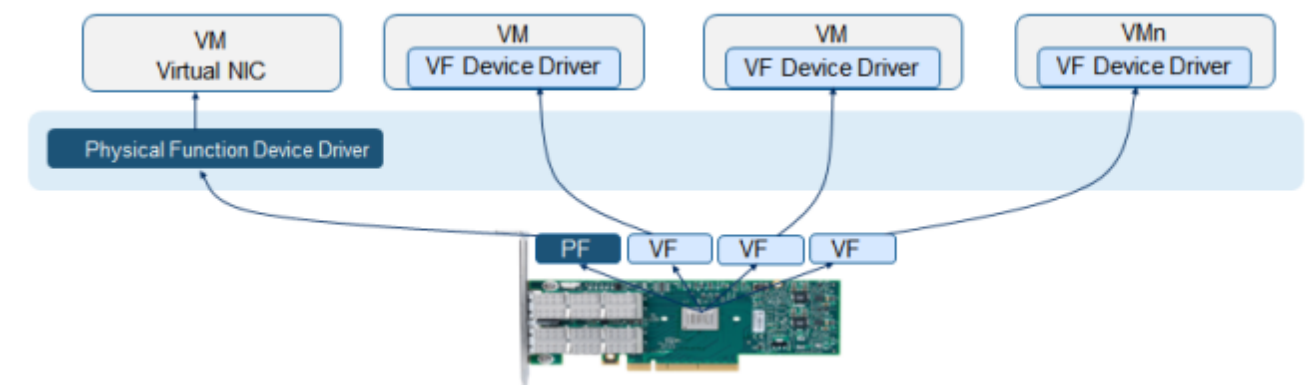 VM
Virtual NIC
VM
VF Device Driver
VM
VF Device Driver
VMn
VF Device Driver
Physical Function Device Driver
PF
VF
VF
VF